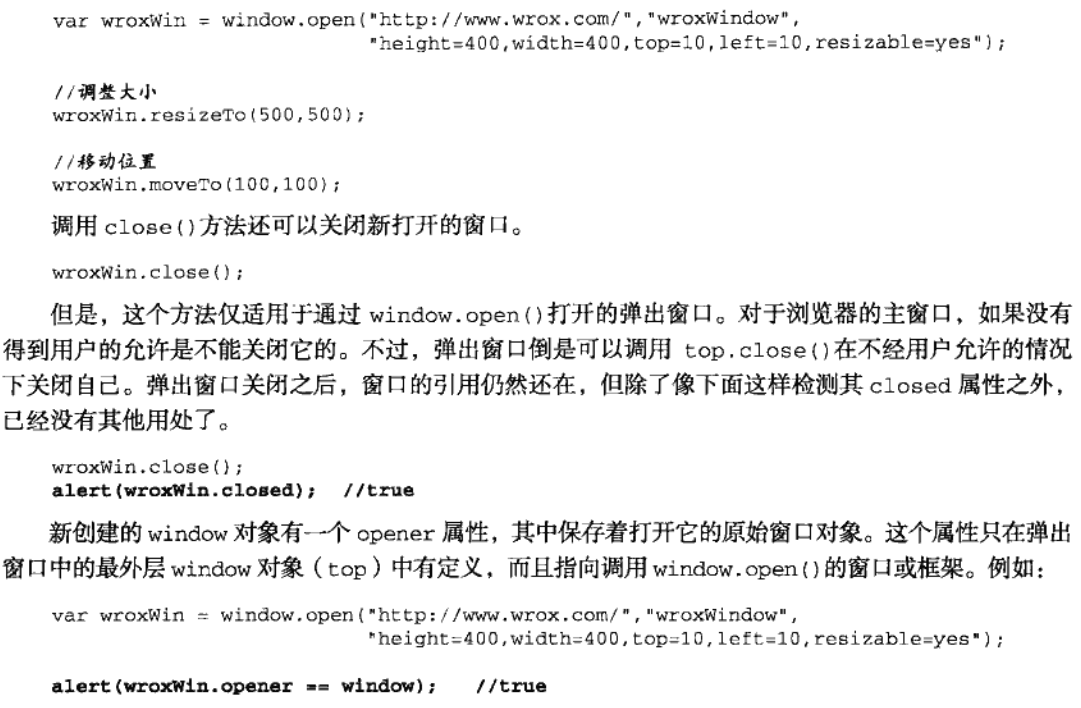 var wroxWin = window.open("http://www.wrox.com/","wroxWindow",
"height=400,width=400,top=10,left=10,resizable=yes");
//调整大小
wroxWin.resizeTo(500,500);
//移动位置
wroxWin.moveTo(100,100);
调用 close()方法还可以关闭新打开的窗口。
wroxWin.close();
但是，这个方法仅适用于通过 window.open()打开的弹出窗口。对于浏览器的主窗口，如果没有
得到用户的允许是不能关闭它的。不过，弹出窗口倒是可以调用 top.close()在不经用户允许的情况
下关闭自己。弹出窗口关闭之后，窗口的引用仍然还在，但除了像下面这样检测其 closed 属性之外，
已经没有其他用处了。
wroxWin.close();
alert(wroxWin.closed);  //true
新创建的 window 对象有一个 opener 属性，其中保存着打开它的原始窗口对象。这个属性只在弹出
窗口中的最外层 window 对象（top）中有定义，而且指向调用 window.open()的窗口或框架。例如：
var wroxWin = window.open("http://www.wrox.com/","wroxWindow",
"height=400,width=400,top=10,left=10,resizable=yes");
alert(wroxWin.opener == window);   //true